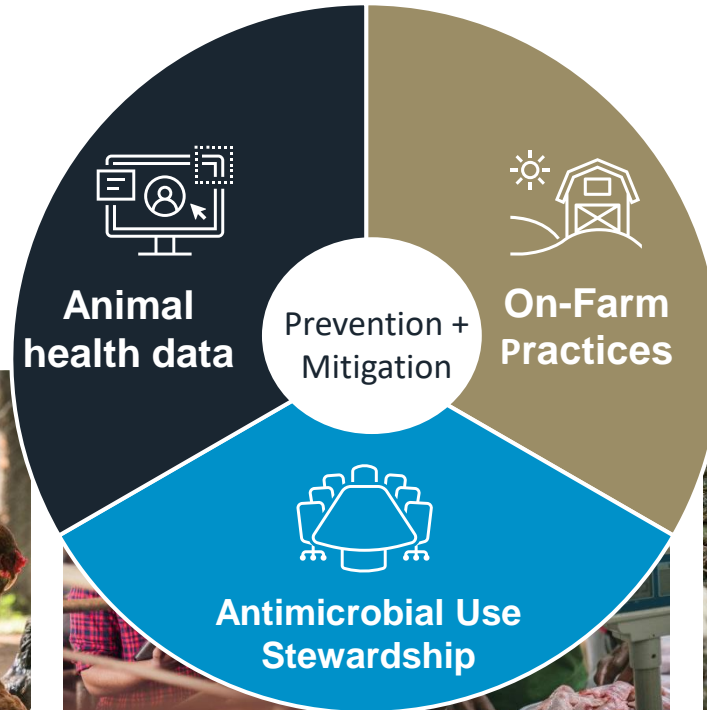 Animal
health data
Prevention +
Mitigation
On-Farm
Practices
Antimicrobial Use
Stewardship